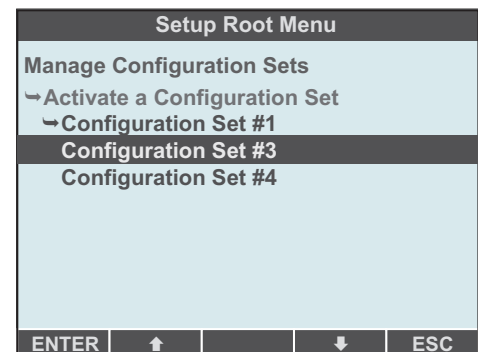 Setup Root Menu
Manage Configuration Sets
➥Activate a Configuration Set
➥Configuration Set #1
Configuration Set #3
Configuration Set #4
ENTER ⬆ ⬇ ESC